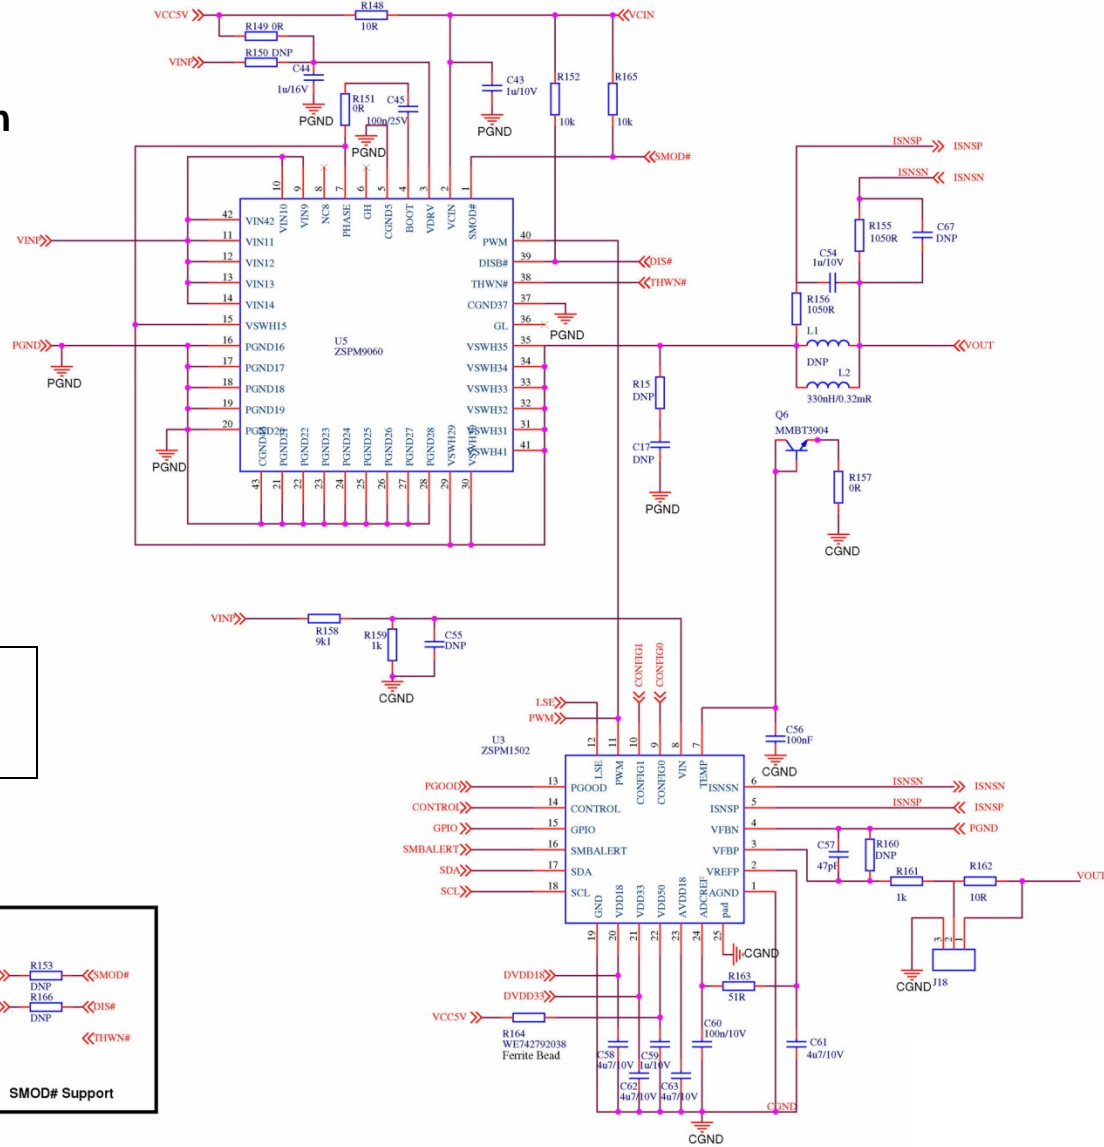 n
VCC5V
R148
10R
VCIN
R149 0R
R150 DNP
VINP
C44
1u/16V
PGND
R151
0R
C45
100n/25V
PGND
C43
1u/10V
PGND
R152
10k
R165
10k
SMOD#
10
9
8
7
6
5
4
3
2
1
VIN10
VIN9
NC8
PHASE
GH
CGND5
BOOT
VDRV
VCIN
SMOD#
ISNSP
ISNSP
ISNSN
ISNSN
R155
1050R
C67
DNP
C54
1u/10V
R156
1050R
L1
DNP
L2
330nH/0.32mR
VOUT
VINP
PGND
PGND
PGND
42 VIN42
11 VIN11
12 VIN12
13 VIN13
14 VIN14
15 VSWH15
16 PGND16
17 PGND17
18 PGND18
19 PGND19
20 PGND20
U5
ZSPM9060
PWM 40
DISB# 39
THWN# 38
CGND37 37
GL 36
VSWH35 35
VSWH34 34
VSWH33 33
VSWH32 32
VSWH31 31
VSWH41 41
DIS#
THWN#
PGND
CGND43
PGND21
PGND22
PGND23
PGND24
PGND25
PGND26
PGND27
PGND28
VSWH29
VSWH30
43
21
22
23
24
25
26
27
28
29
30
R15
DNP
C17
DNP
PGND
Q6
MMBT3904
R157
0R
CGND
VINP
R158
9k1
R159
1k
C55
DNP
CGND
CONFIG1
CONFIG0
LSE
PWM
U3
ZSPM1502
12
11
10
9
8
7
LSE
PWM
CONFIG1
CONFIG0
VIN
TEMP
C56
100nF
CGND
PGOOD 13 PGOOD
CONTROL 14 CONTROL
GPIO 15 GPIO
SMBALERT 16 SMBALERT
SDA 17 SDA
SCL 18 SCL
ISNSN 6 ISNSN ISNSN
ISNSP 5 ISNSP ISNSP
VFBN 4 PGND
VFBP 3
VREFP 2
AGND 1
C57
47pF
R160
DNP
R161
1k
R162
10R
VOUT
3
2
1
J18
CGND
GND
VDD18
VDD33
VDD50
AVDD18
ADCREF
pad
19
20
21
22
23
24
25
CGND
DVDD18
DVDD33
VCC5V
R164
WE742792038
Ferrite Bead
R163
51R
C58
4u7/10V
C59
1u/10V
C60
100n/10V
C61
4u7/10V
C62
4u7/10V
C63
4u7/10V
CGND
CGND
R153
DNP
SMOD#
R166
DNP
DIS#
THWN#
SMOD# Support